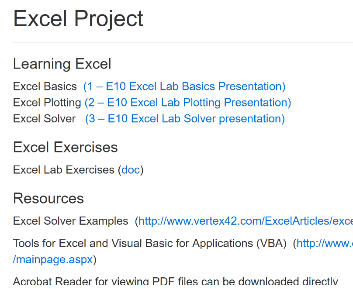 Excel Project
Learning Excel
Excel Basics (1 – E10 Excel Lab Basics Presentation)
Excel Plotting (2 – E10 Excel Lab Plotting Presentation)
Excel Solver (3 – E10 Excel Lab Solver presentation)
Excel Exercises
Excel Lab Exercises (doc)
Resources
Excel Solver Examples (http://www.vertex42.com/ExcelArticles/exce
Tools for Excel and Visual Basic for Applications (VBA) (http://www.
/mainpage.aspx)
Acrobat Reader for viewing PDF files can be downloaded directly